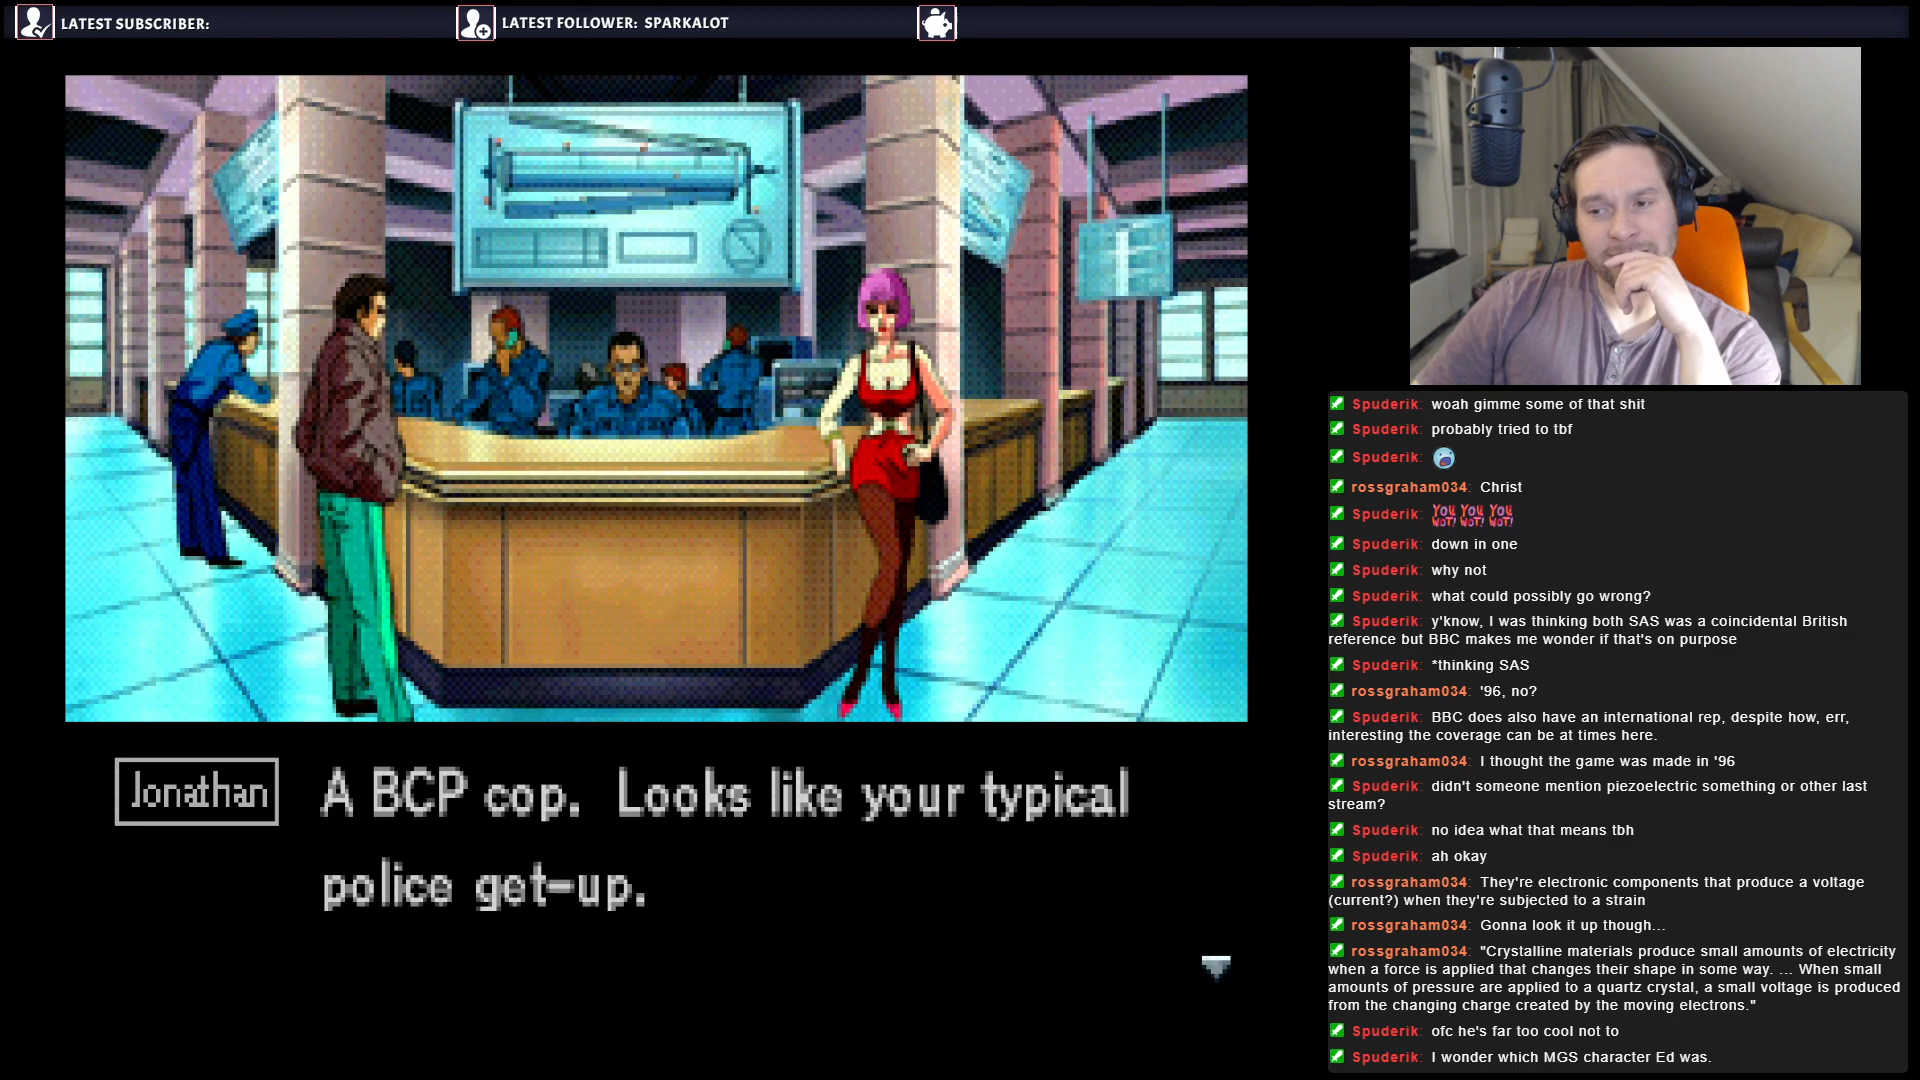 LATEST SUBSCRIBER:
LATEST FOLLOWER: SPARKALOT
Jonathan
A BCP cop. Looks like your typical
police get-up.
Spuderik: woah gimme some of that shit
Spuderik: probably tried to tbf
Spuderik:
rossgraham034: Christ
Spuderik: YOU WOT! YOU WOT! YOU WOT!
Spuderik: down in one
Spuderik: why not
Spuderik: what could possibly go wrong?
Spuderik: y'know, I was thinking both SAS was a coincidental British
reference but BBC makes me wonder if that's on purpose
Spuderik: *thinking SAS
rossgraham034: '96, no?
Spuderik: BBC does also have an international rep, despite how, err,
interesting the coverage can be at times here.
rossgraham034: I thought the game was made in '96
Spuderik: didn't someone mention piezoelectric something or other last
stream?
Spuderik: no idea what that means tbh
Spuderik: ah okay
rossgraham034: They're electronic components that produce a voltage
(current?) when they're subjected to a strain
rossgraham034: Gonna look it up though...
rossgraham034: "Crystalline materials produce small amounts of electricity
when a force is applied that changes their shape in some way. ... When small
amounts of pressure are applied to a quartz crystal, a small voltage is produced
from the changing charge created by the moving electrons."
Spuderik: ofc he's far too cool not to
Spuderik: I wonder which MGS character Ed was.